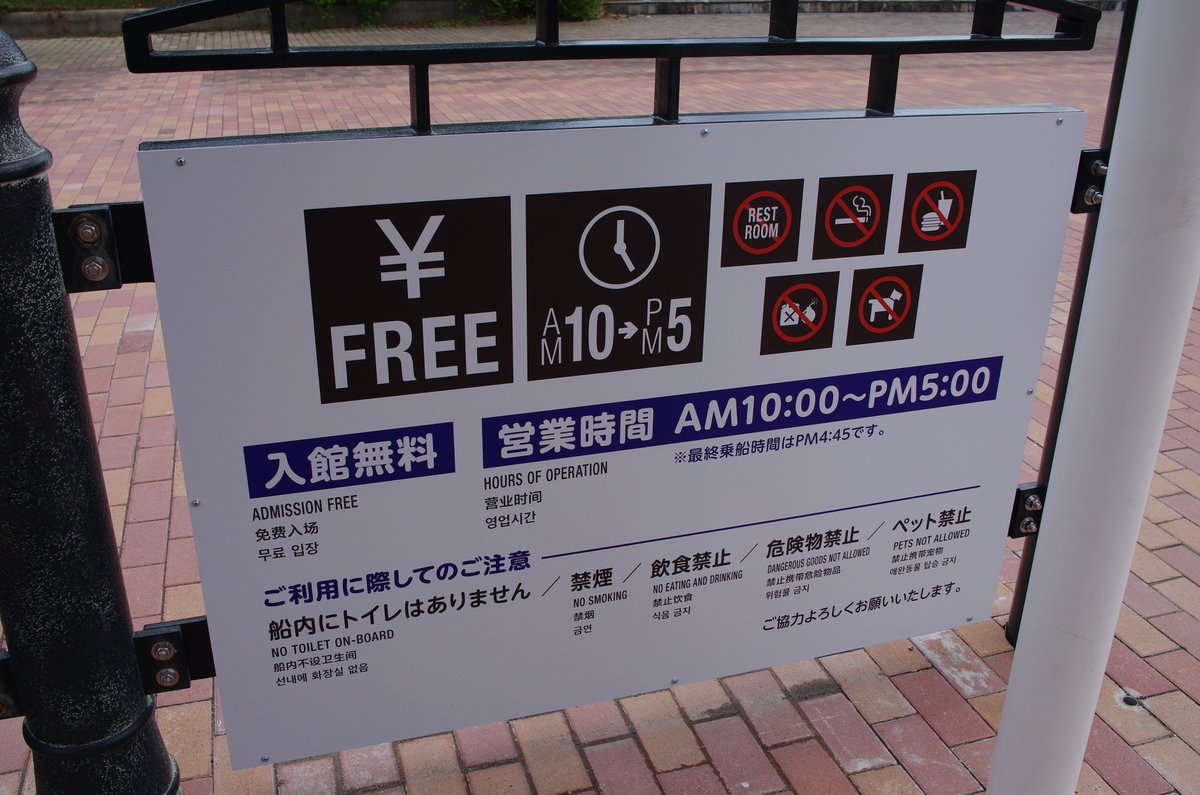 ¥
FREE
AM10→PM5
REST
ROOM
入館無料
ADMISSION FREE
免费入场
무료 입장
営業時間 AM10:00～PM5:00
※最終乗船時間はPM4:45です。
HOURS OF OPERATION
营业时间
영업시간
ご利用に際してのご注意
船内にトイレはありません
NO TOILET ON-BOARD
船内不设卫生间
선내에 화장실 없음
禁煙
NO SMOKING
禁烟
금연
飲食禁止
NO EATING AND DRINKING
禁止饮食
식음 금지
危険物禁止
DANGEROUS GOODS NOT ALLOWED
禁止携带危险物品
위험물 금지
ペット禁止
PETS NOT ALLOWED
禁止携带宠物
애완동물 탑승 금지
ご協力よろしくお願いいたします。